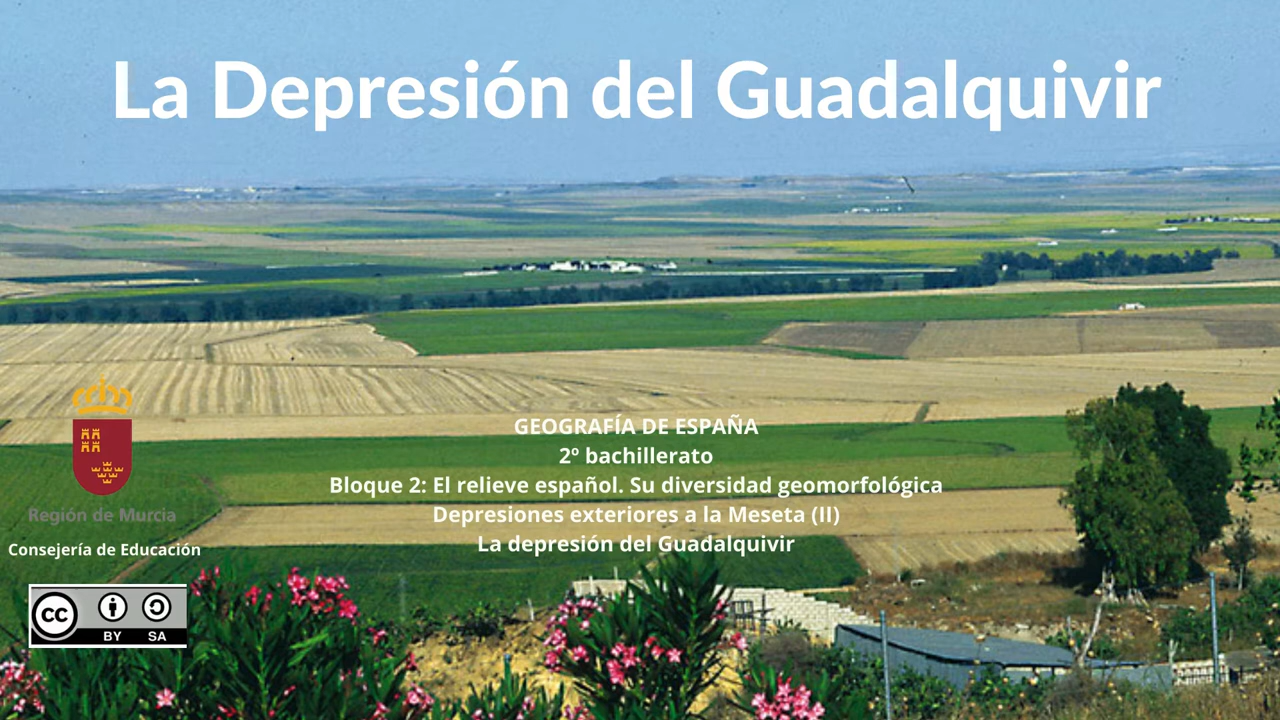 La Depresión del Guadalquivir
GEOGRAFÍA DE ESPAÑA
2º bachillerato
Bloque 2: El relieve español. Su diversidad geomorfológica
Depresiones exteriores a la Meseta (II)
La depresión del Guadalquivir
Región de Murcia
Consejería de Educación
cc
BY SA